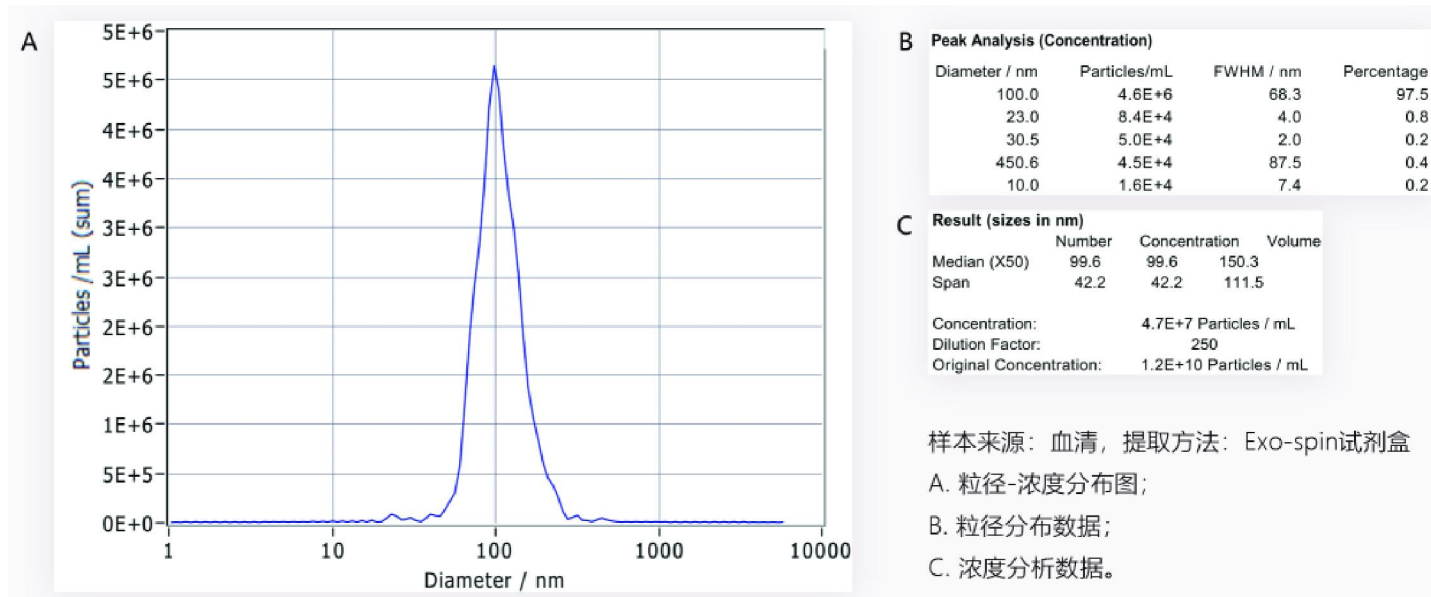 A
5E+6
5E+6
4E+6
4E+6
3E+6
3E+6
2E+6
2E+6
1E+6
5E+5
0E+0
Particles /mL (sum)
1 10 100 1000 10000
Diameter / nm
B Peak Analysis (Concentration)
Diameter / nm Particles/mL FWHM / nm Percentage
100.0 4.6E+6 68.3 97.5
23.0 8.4E+4 4.0 0.8
30.5 5.0E+4 2.0 0.2
450.6 4.5E+4 87.5 0.4
10.0 1.6E+4 7.4 0.2
C Result (sizes in nm)
Number Concentration Volume
Median (X50) 99.6 99.6 150.3
Span 42.2 42.2 111.5
Concentration: 4.7E+7 Particles / mL
Dilution Factor: 250
Original Concentration: 1.2E+10 Particles / mL
样本来源：血清，提取方法：Exo-spin试剂盒
A. 粒径-浓度分布图；
B. 粒径分布数据；
C. 浓度分析数据。